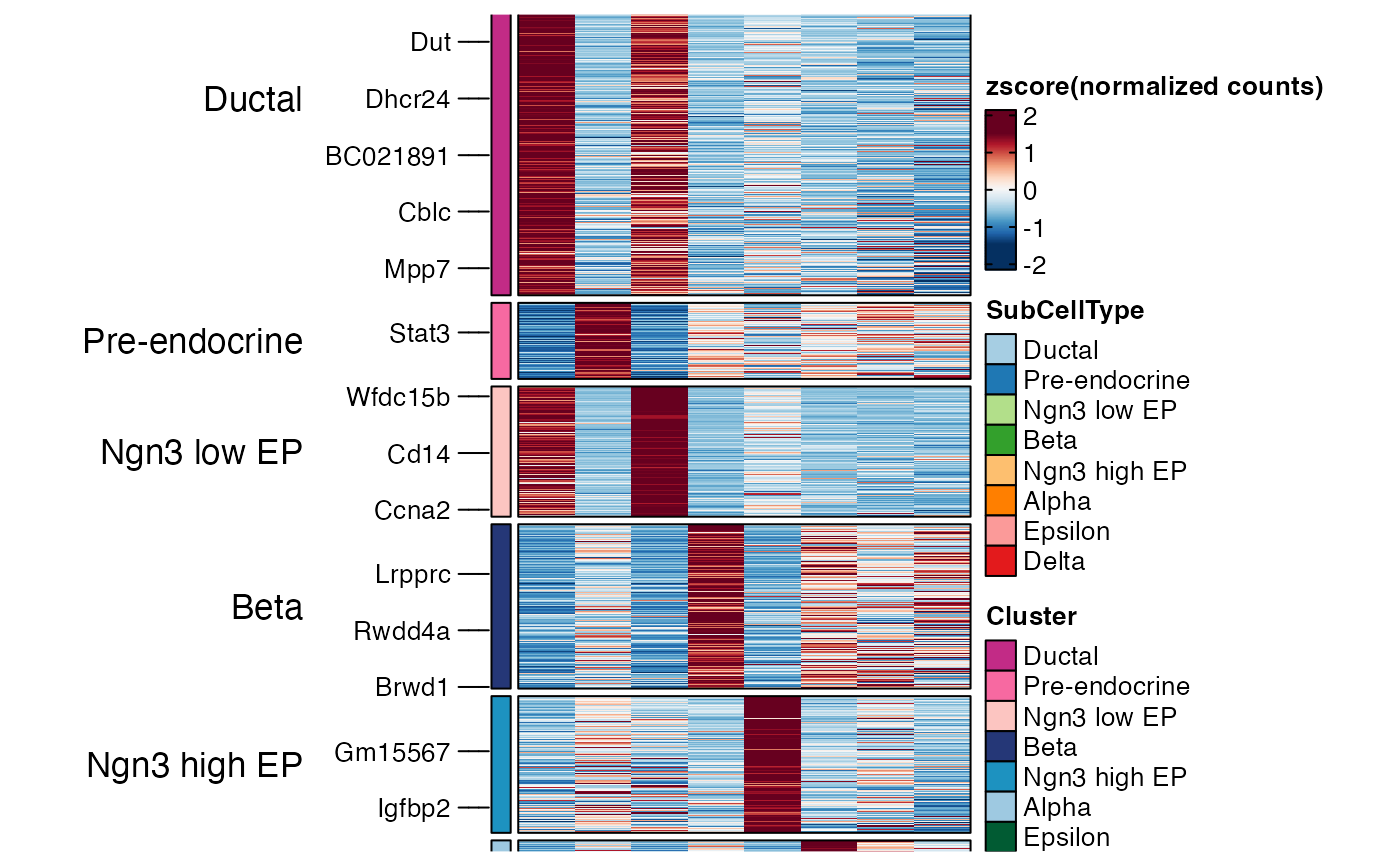 Ductal
Pre-endocrine
Ngn3 low EP
Beta
Ngn3 high EP
Dut
Dhcr24
BC021891
Cblc
Mpp7
Stat3
Wfdc15b
Cd14
Ccna2
Lrpprc
Rwdd4a
Brwd1
Gm15567
Igfbp2
zscore(normalized counts)
2
1
0
-1
-2
SubCellType
Ductal
Pre-endocrine
Ngn3 low EP
Beta
Ngn3 high EP
Alpha
Epsilon
Delta
Cluster
Ductal
Pre-endocrine
Ngn3 low EP
Beta
Ngn3 high EP
Alpha
Epsilon